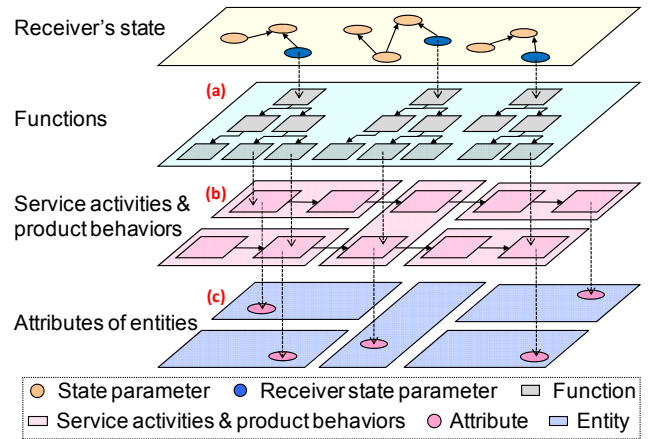 Receiver's state
(a)
Functions
(b)
Service activities &
product behaviors
(c)
Attributes of entities
State parameter Receiver state parameter Function
Service activities & product behaviors Attribute Entity